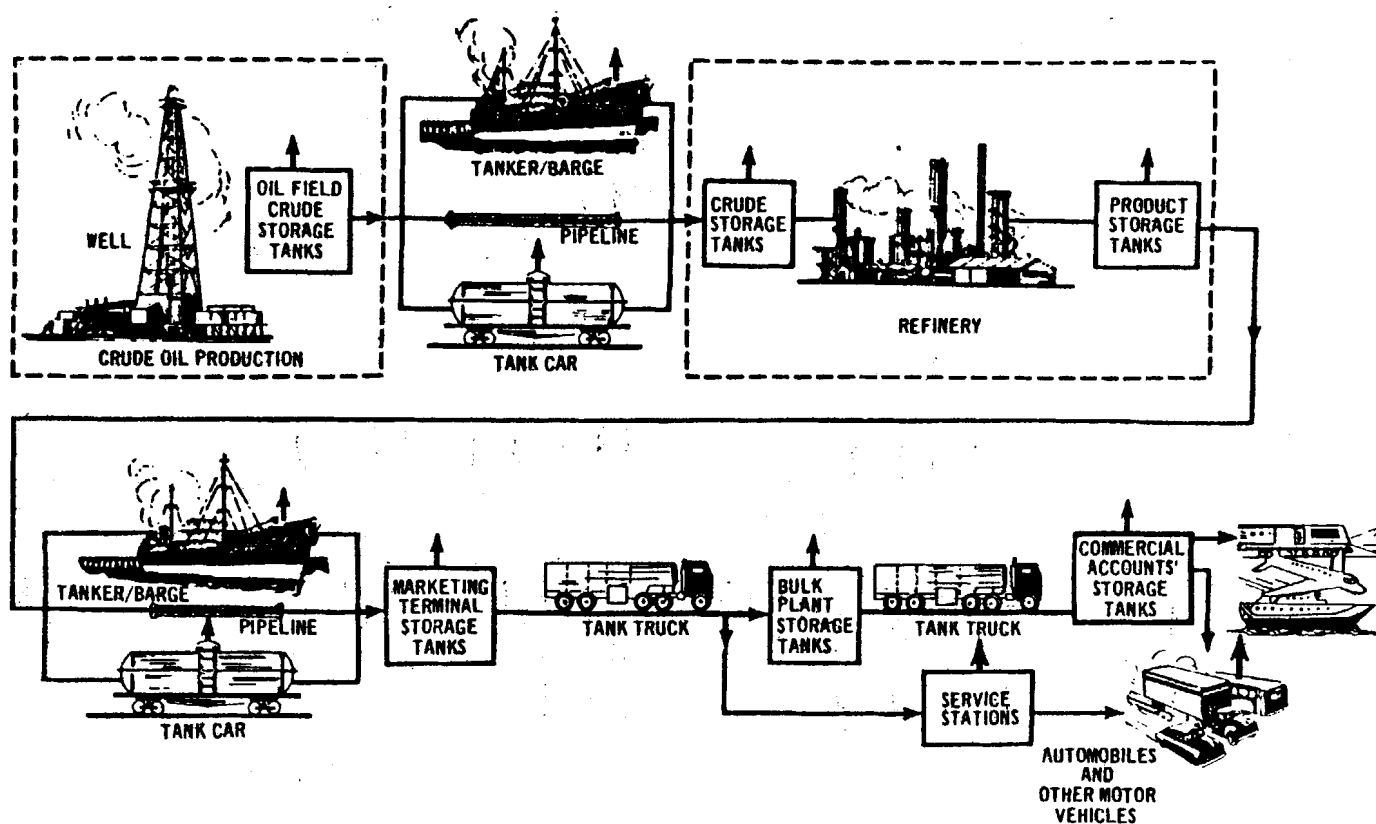 TANKER/BARGE
OIL FIELD
CRUDE
STORAGE
TANKS
WELL
PIPELINE
CRUDE
STORAGE
TANKS
PRODUCT
STORAGE
TANKS
REFINERY
CRUDE OIL PRODUCTION
TANK CAR
TANKER/BARGE
PIPELINE
TANK CAR
MARKETING
TERMINAL
STORAGE
TANKS
TANK TRUCK
BULK
PLANT
STORAGE
TANKS
TANK TRUCK
COMMERCIAL
ACCOUNTS'
STORAGE
TANKS
SERVICE
STATIONS
AUTOMOBILES
AND
OTHER MOTOR
VEHICLES